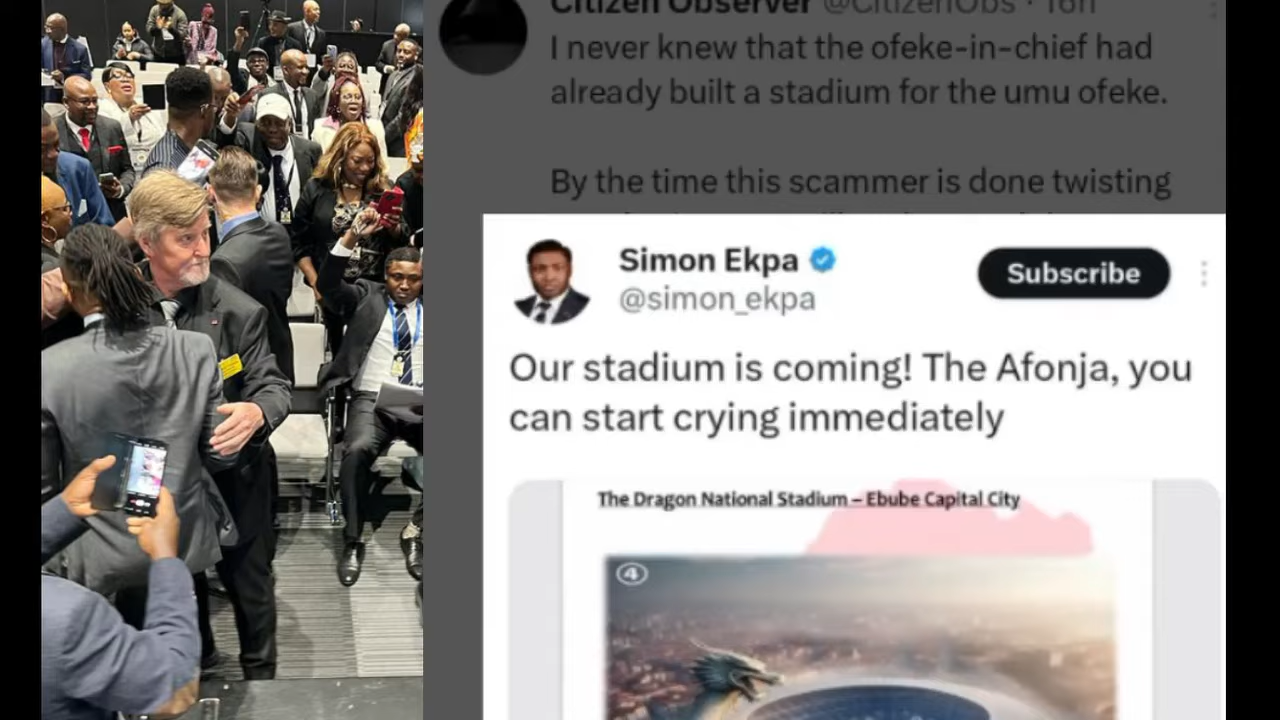 Citizen Observer @CitizenObs · 16h
I never knew that the ofeke-in-chief had
already built a stadium for the umu ofeke.
By the time this scammer is done twisting
Simon Ekpa
@simon_ekpa
Subscribe
Our stadium is coming! The Afonja, you
can start crying immediately
The Dragon National Stadium – Ebube Capital City
4